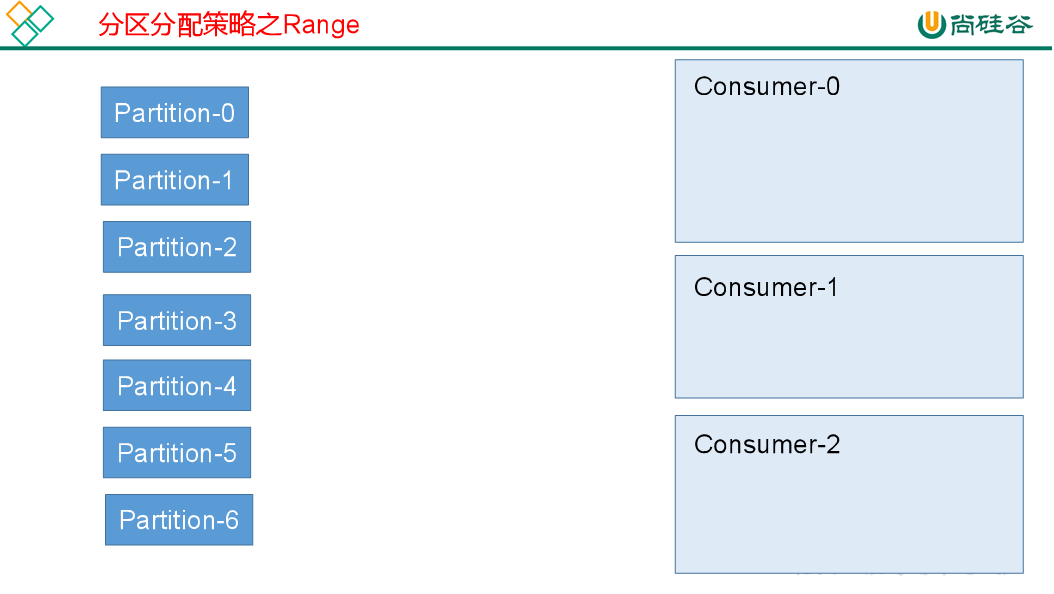 分区分配策略之Range
尚硅谷
Partition-0
Partition-1
Partition-2
Partition-3
Partition-4
Partition-5
Partition-6
Consumer-0
Consumer-1
Consumer-2